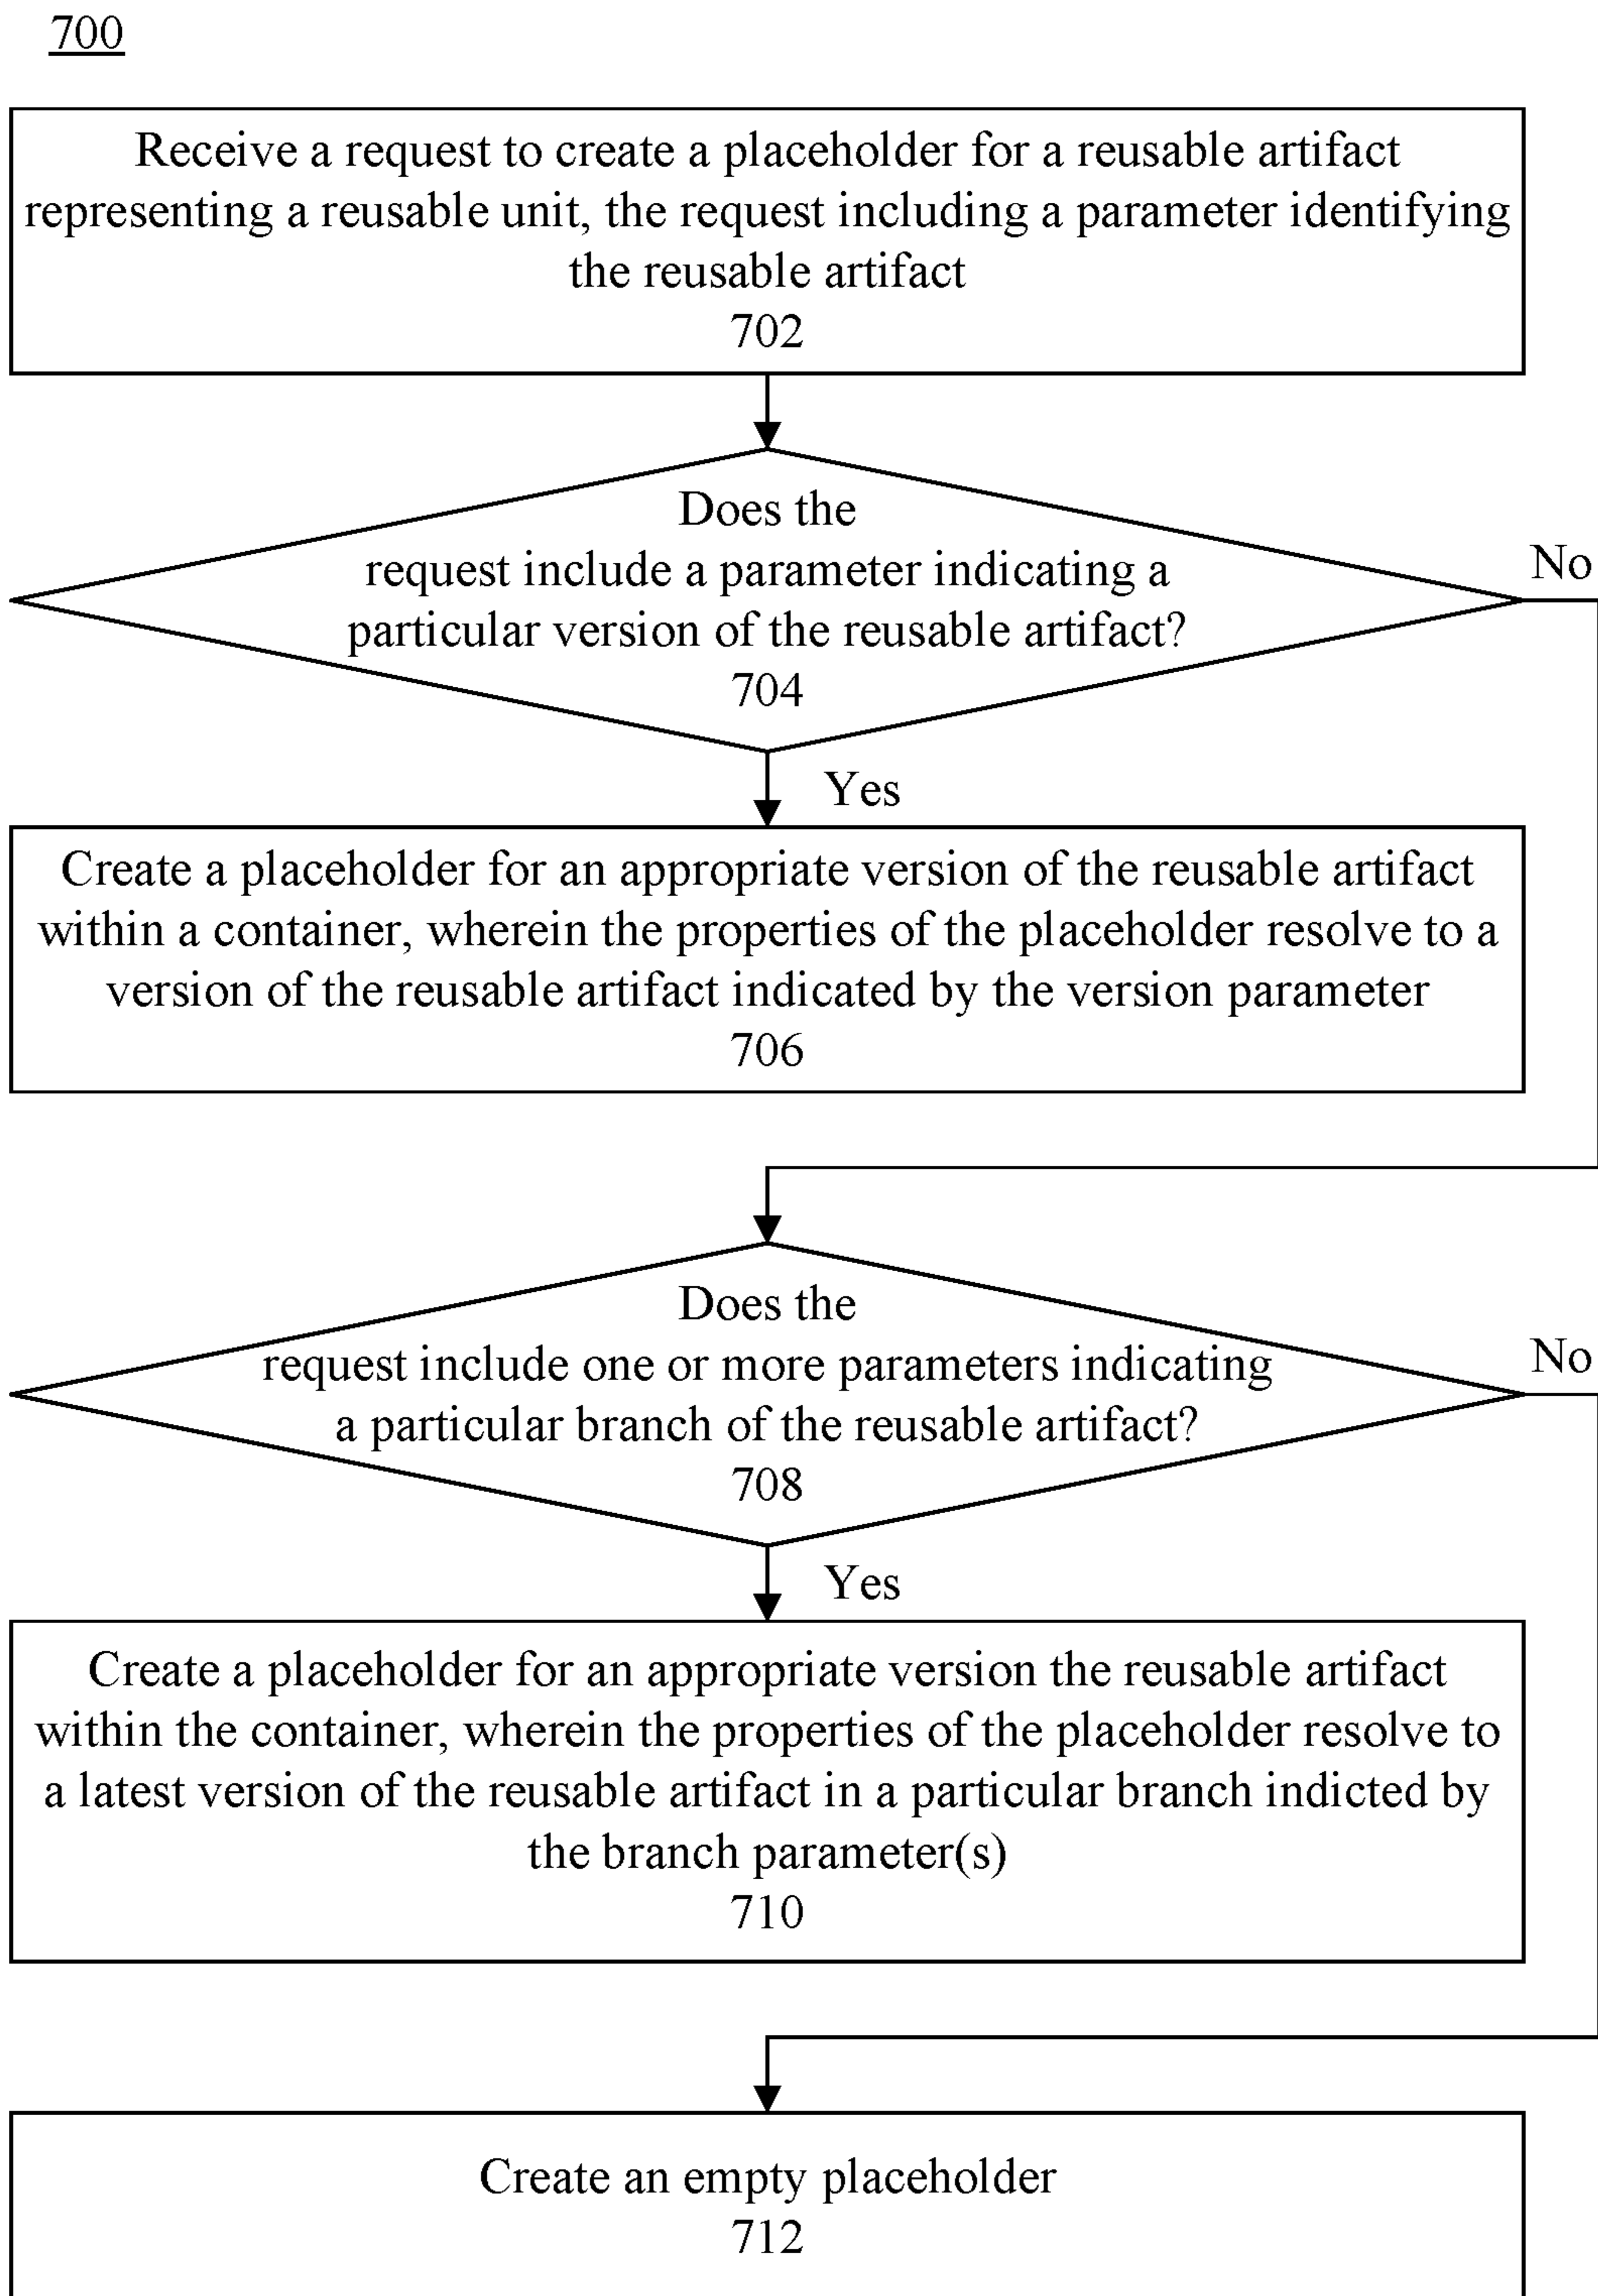 700
Receive a request to create a placeholder for a reusable artifact
representing a reusable unit, the request including a parameter identifying
the reusable artifact
702
Does the
request include a parameter indicating a
particular version of the reusable artifact?
704
No
Yes
Create a placeholder for an appropriate version of the reusable artifact
within a container, wherein the properties of the placeholder resolve to a
version of the reusable artifact indicated by the version parameter
706
Does the
request include one or more parameters indicating
a particular branch of the reusable artifact?
708
No
Yes
Create a placeholder for an appropriate version the reusable artifact
within the container, wherein the properties of the placeholder resolve to
a latest version of the reusable artifact in a particular branch indicted by
the branch parameter(s)
710
Create an empty placeholder
712